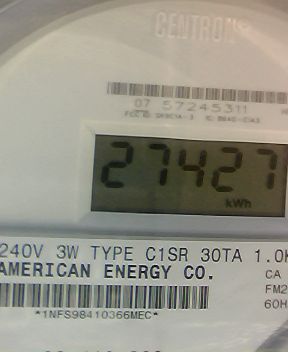 CENTRON®
07 57245311
27427
kWh
240V 3W TYPE C1SR 30TA 1.0K
AMERICAN ENERGY CO.
CA
FM2
60H
*1NFS98410366MEC*